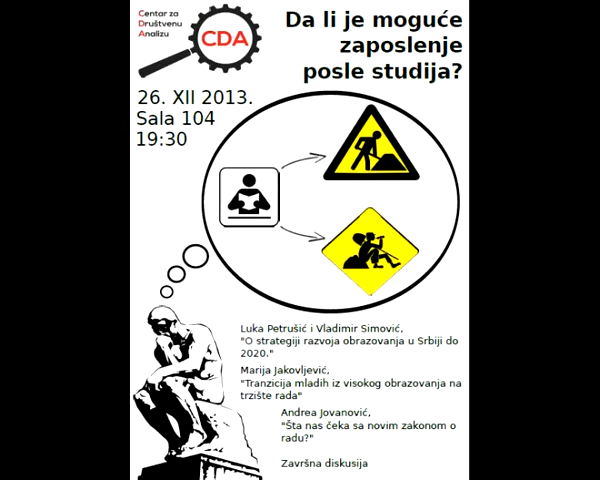 Centar za
Društvenu
Analizu
CDA
Da li je moguće
zaposlenje
posle studija?
26. XII 2013.
Sala 104
19:30
Luka Petrušić i Vladimir Simović,
"O strategiji razvoja obrazovanja u Srbiji do
2020."
Marija Jakovljević,
"Tranzicija mladih iz visokog obrazovanja na
trzište rada"
Andrea Jovanović,
"Šta nas čeka sa novim zakonom o
radu?"
Završna diskusija